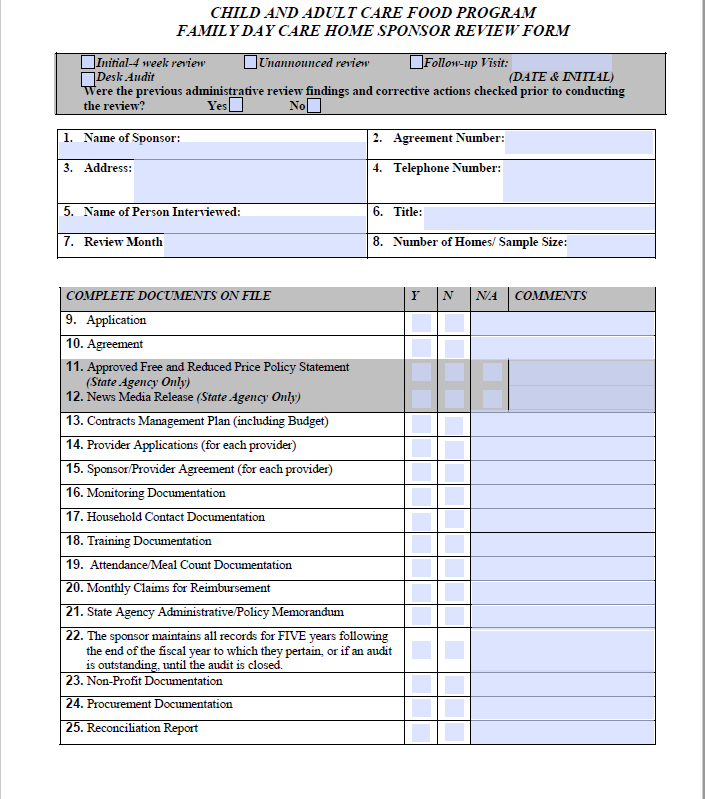 CHILD AND ADULT CARE FOOD PROGRAM
FAMILY DAY CARE HOME SPONSOR REVIEW FORM
Initial-4 week review Unannounced review Follow-up Visit:
Desk Audit (DATE & INITIAL)
Were the previous administrative review findings and corrective actions checked prior to conducting
the review? Yes No
1. Name of Sponsor: 2. Agreement Number:
3. Address: 4. Telephone Number:
5. Name of Person Interviewed: 6. Title:
7. Review Month 8. Number of Homes/ Sample Size:
COMPLETE DOCUMENTS ON FILE Y N N/A COMMENTS
9. Application
10. Agreement
11. Approved Free and Reduced Price Policy Statement
(State Agency Only)
12. News Media Release (State Agency Only)
13. Contracts Management Plan (including Budget)
14. Provider Applications (for each provider)
15. Sponsor/Provider Agreement (for each provider)
16. Monitoring Documentation
17. Household Contact Documentation
18. Training Documentation
19. Attendance/Meal Count Documentation
20. Monthly Claims for Reimbursement
21. State Agency Administrative/Policy Memorandum
22. The sponsor maintains all records for FIVE years following
the end of the fiscal year to which they pertain, or if an audit
is outstanding, until the audit is closed.
23. Non-Profit Documentation
24. Procurement Documentation
25. Reconciliation Report